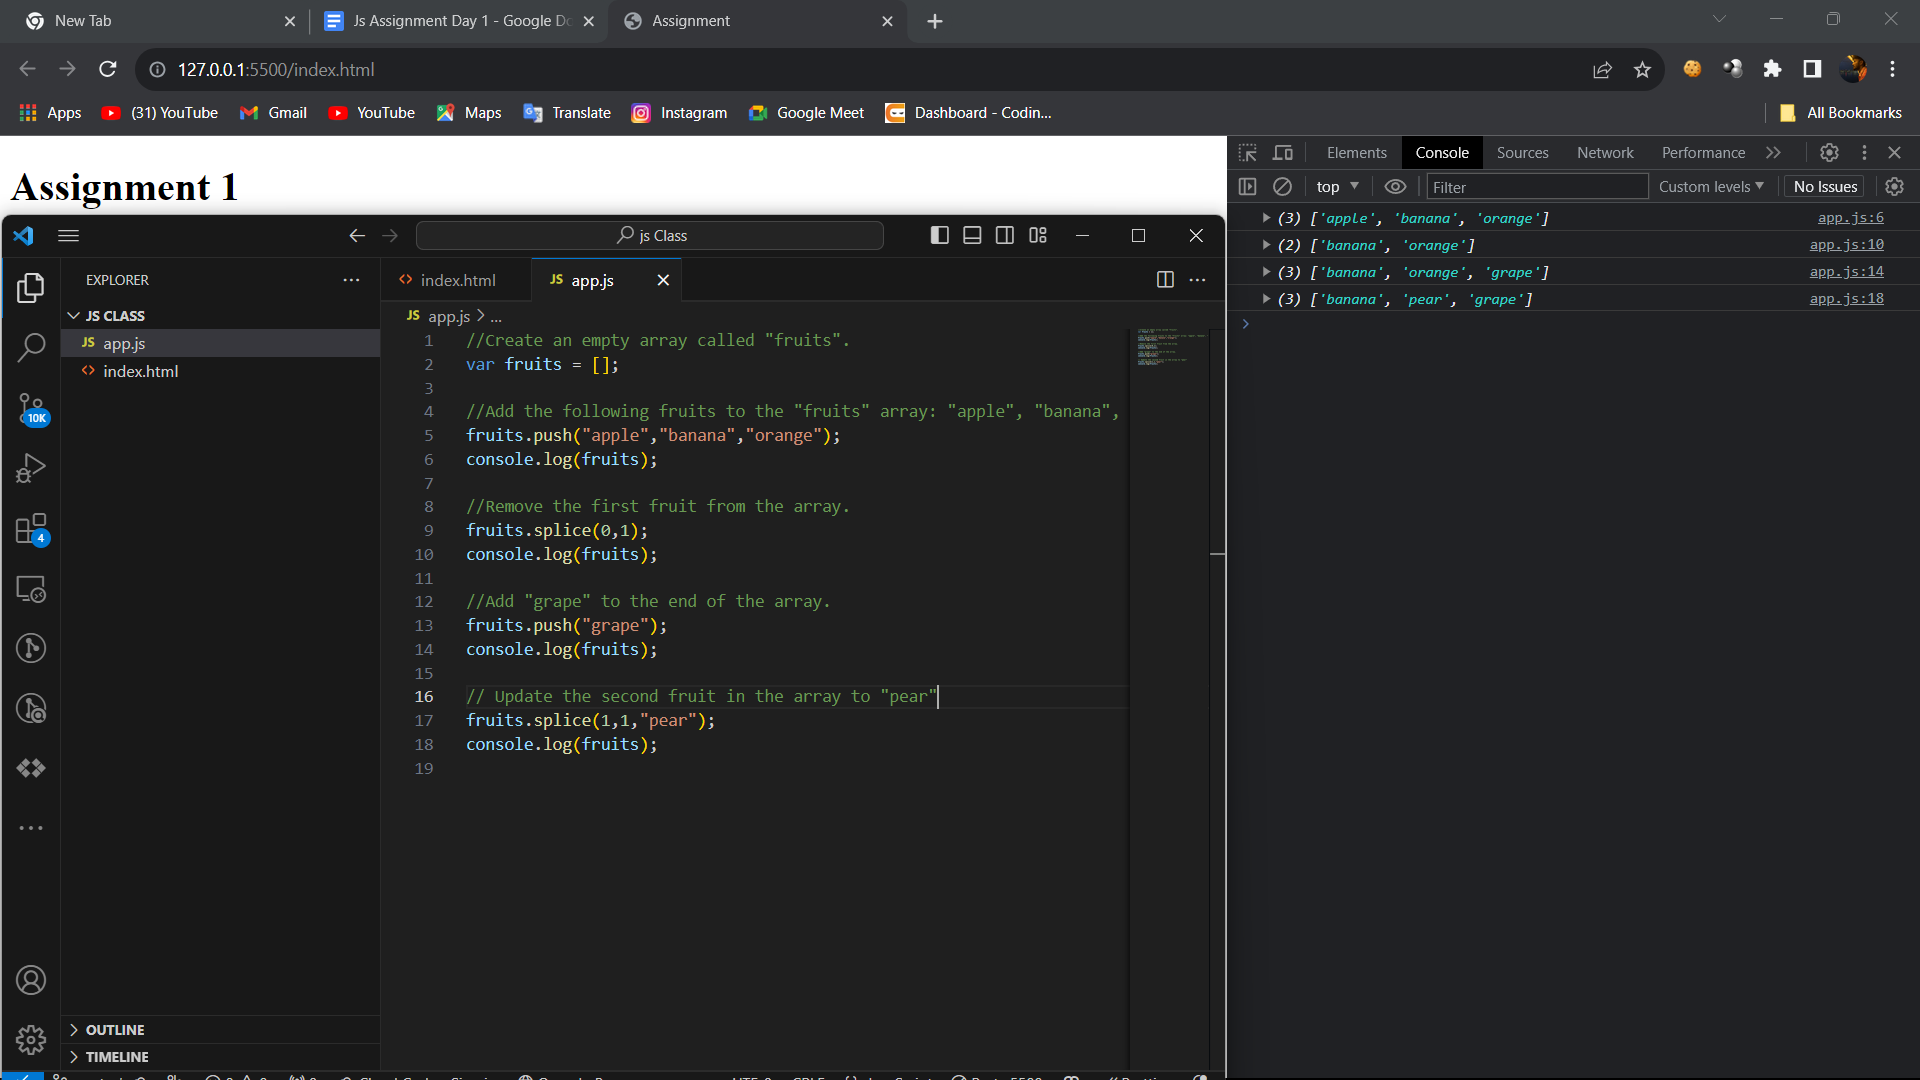 New Tab
Js Assignment Day 1 - Google Do
Assignment
127.0.0.1:5500/index.html
Apps
(31) YouTube
Gmail
YouTube
Maps
Translate
Instagram
Google Meet
Dashboard - Codin...
All Bookmarks
Assignment 1
js Class
EXPLORER
JS CLASS
JS app.js
<> index.html
10K
4
OUTLINE
TIMELINE
<> index.html
JS app.js
JS app.js > ...
1 //Create an empty array called "fruits".
2 var fruits = [];
3
4 //Add the following fruits to the "fruits" array: "apple", "banana",
5 fruits.push("apple","banana","orange");
6 console.log(fruits);
7
8 //Remove the first fruit from the array.
9 fruits.splice(0,1);
10 console.log(fruits);
11
12 //Add "grape" to the end of the array.
13 fruits.push("grape");
14 console.log(fruits);
15
16 // Update the second fruit in the array to "pear"
17 fruits.splice(1,1,"pear");
18 console.log(fruits);
19
Elements Console Sources Network Performance
top Filter Custom levels No Issues
(3) ['apple', 'banana', 'orange'] app.js:6
(2) ['banana', 'orange'] app.js:10
(3) ['banana', 'orange', 'grape'] app.js:14
(3) ['banana', 'pear', 'grape'] app.js:18